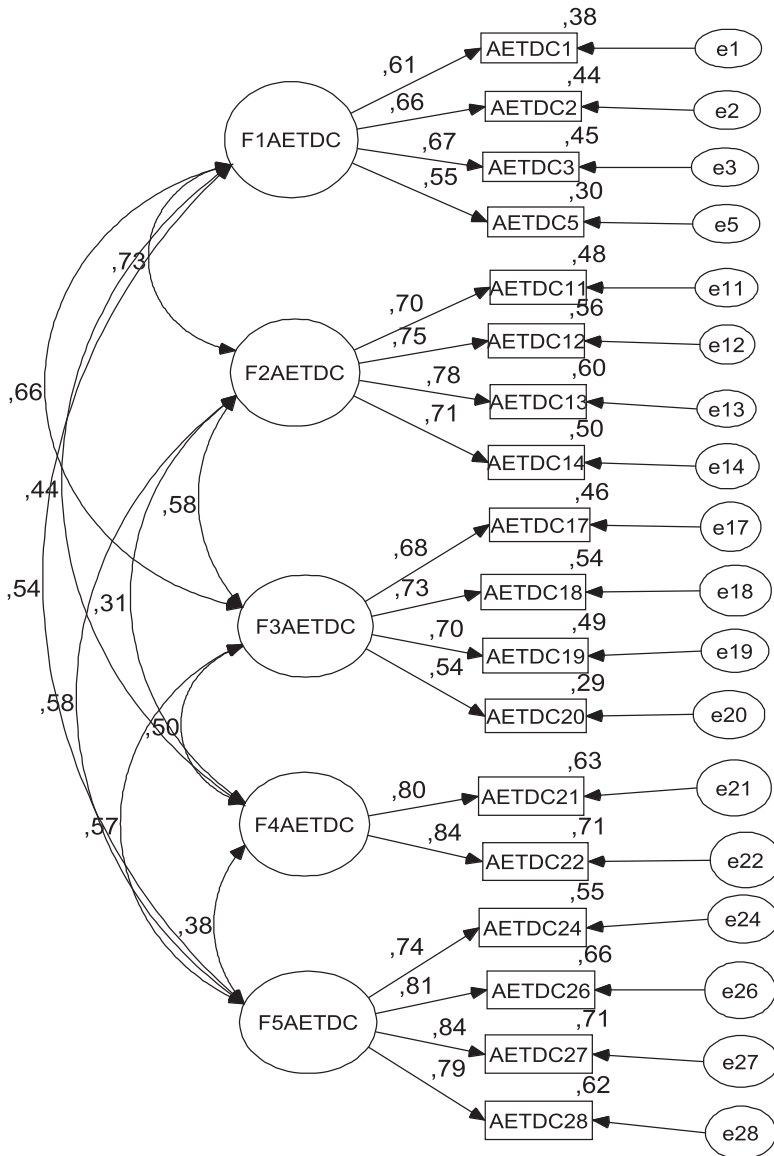 ,38
AETDC1
e1
,61
,44
F1AETDC
,66
AETDC2
e2
,45
,67
AETDC3
e3
,30
,55
AETDC5
e5
,73
,48
AETDC11
e11
,70
,56
,75
AETDC12
e12
F2AETDC
,60
,78
AETDC13
e13
,66
,71
,50
AETDC14
e14
,44
,58
,46
AETDC17
e17
,68
,54
,54
,31
,73
AETDC18
e18
F3AETDC
,49
,70
AETDC19
e19
,54
,29
AETDC20
e20
,58
,50
,63
,80
AETDC21
e21
F4AETDC
,57
,71
,84
AETDC22
e22
,55
,38
AETDC24
e24
,74
,66
,81
AETDC26
e26
F5AETDC
,71
,84
AETDC27
e27
,79
,62
AETDC28
e28